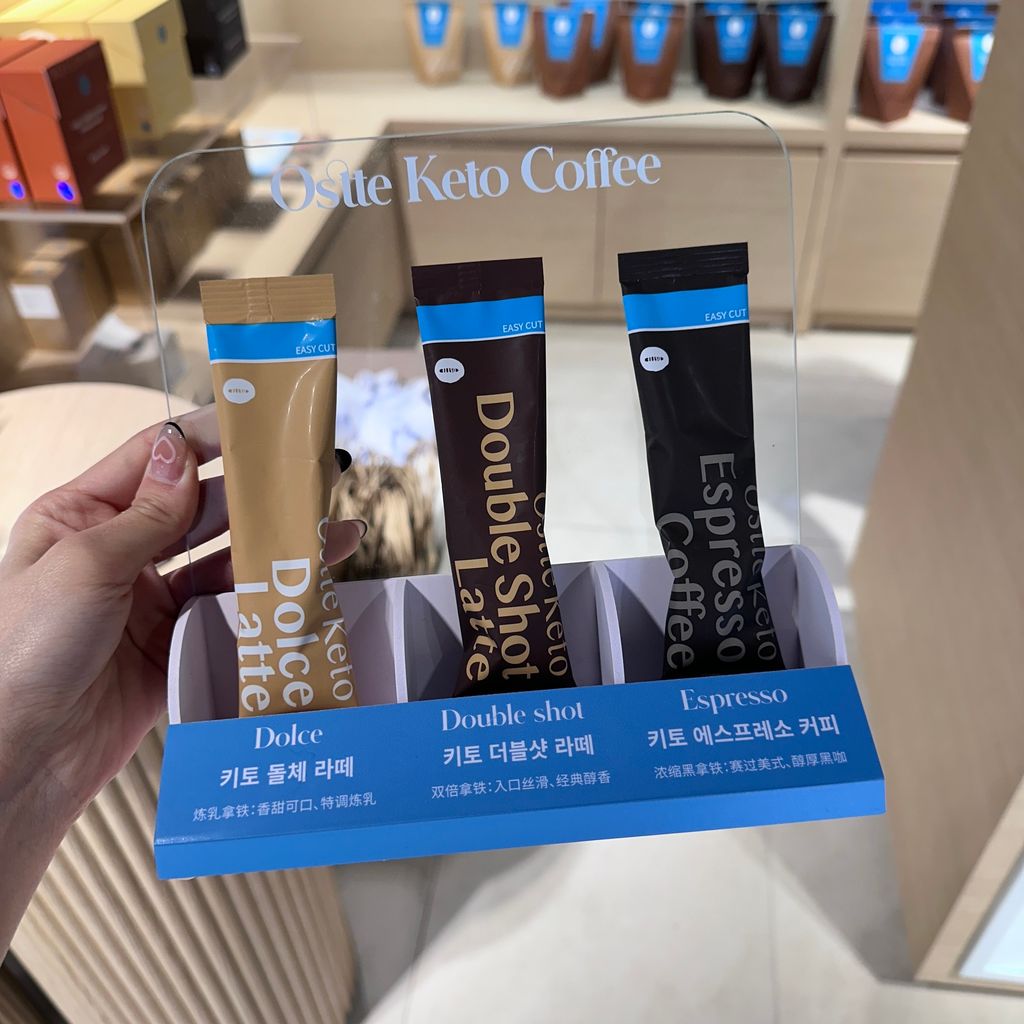 Ostte Keto Coffee
EASY CUT
Ostte Keto
Dolce
Latte
EASY CUT
Ostte Keto
Double Shot
Latte
EASY CUT
Ostte Keto
Espresso
Coffee
Dolce
키토 돌체 라떼
炼乳拿铁：香甜可口、特调炼乳
Double shot
키토 더블샷 라떼
双倍拿铁：入口丝滑、经典醇香
Espresso
키토 에스프레소 커피
浓缩黑拿铁：赛过美式、醇厚黑咖